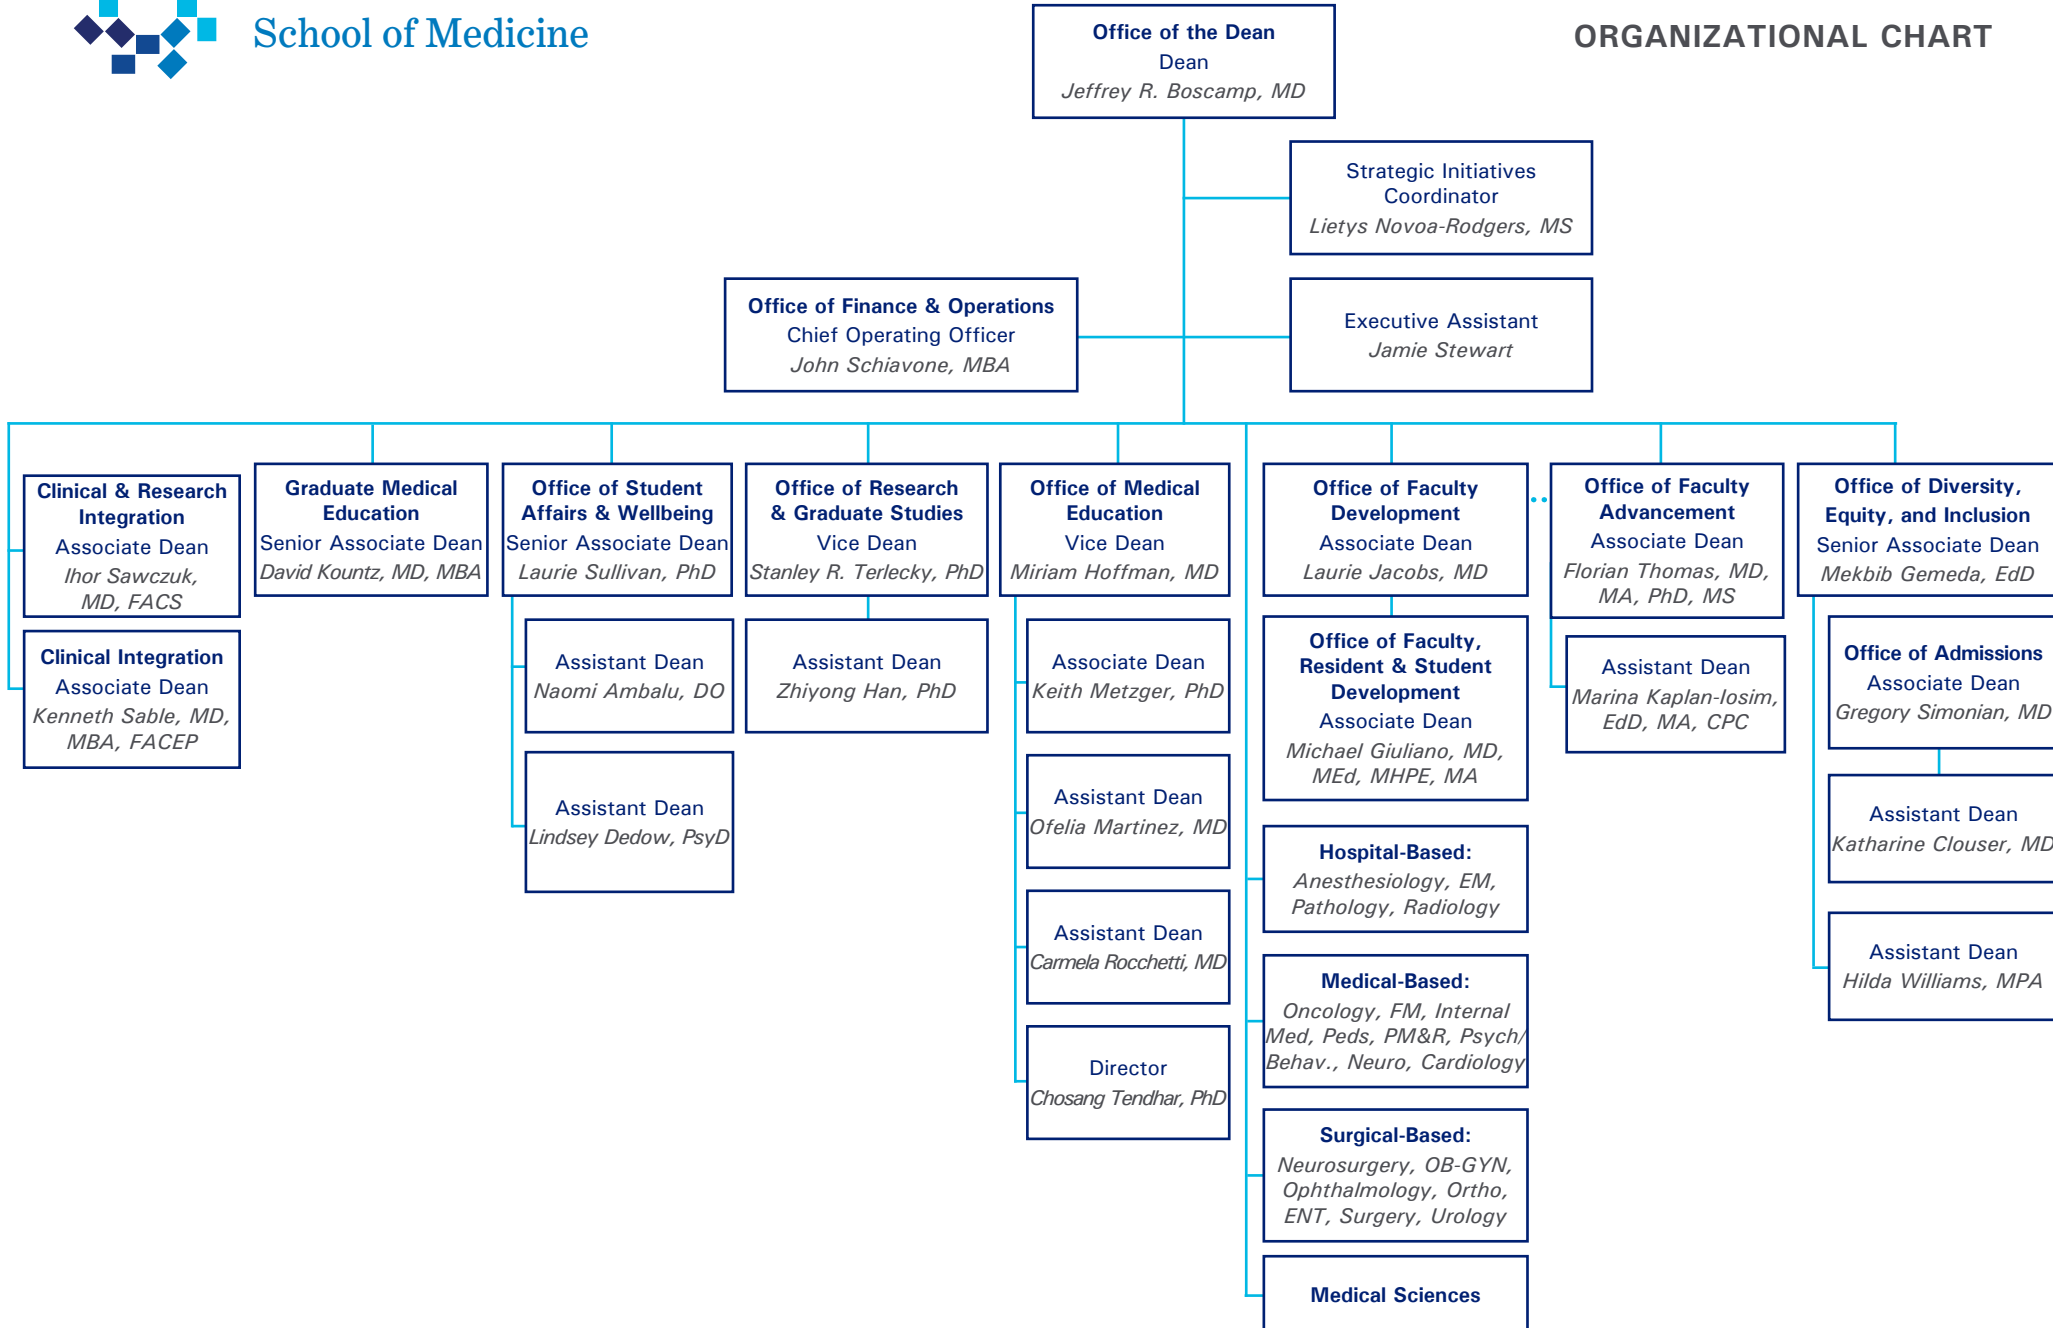 School of Medicine
ORGANIZATIONAL CHART
Office of the Dean
Dean
Jeffrey R. Boscamp, MD
Strategic Initiatives
Coordinator
Lietys Novoa-Rodgers, MS
Office of Finance & Operations
Chief Operating Officer
John Schiavone, MBA
Executive Assistant
Jamie Stewart
Clinical & Research
Integration
Associate Dean
Ihor Sawczuk,
MD, FACS
Clinical Integration
Associate Dean
Kenneth Sable, MD,
MBA, FACEP
Graduate Medical
Education
Senior Associate Dean
David Kountz, MD, MBA
Office of Student
Affairs & Wellbeing
Senior Associate Dean
Laurie Sullivan, PhD
Assistant Dean
Naomi Ambalu, DO
Assistant Dean
Lindsey Dedow, PsyD
Office of Research
& Graduate Studies
Vice Dean
Stanley R. Terlecky, PhD
Assistant Dean
Zhiyong Han, PhD
Office of Medical
Education
Vice Dean
Miriam Hoffman, MD
Associate Dean
Keith Metzger, PhD
Assistant Dean
Ofelia Martinez, MD
Assistant Dean
Carmela Rocchetti, MD
Director
Chosang Tendhar, PhD
Office of Faculty
Development
Associate Dean
Laurie Jacobs, MD
Office of Faculty,
Resident & Student
Development
Associate Dean
Michael Giuliano, MD,
MEd, MHPE, MA
Hospital-Based:
Anesthesiology, EM,
Pathology, Radiology
Medical-Based:
Oncology, FM, Internal
Med, Peds, PM&R, Psych/
Behav., Neuro, Cardiology
Surgical-Based:
Neurosurgery, OB-GYN,
Ophthalmology, Ortho,
ENT, Surgery, Urology
Medical Sciences
Office of Faculty
Advancement
Associate Dean
Florian Thomas, MD,
MA, PhD, MS
Assistant Dean
Marina Kaplan-Iosim,
EdD, MA, CPC
Office of Diversity,
Equity, and Inclusion
Senior Associate Dean
Mekbib Gemeda, EdD
Office of Admissions
Associate Dean
Gregory Simonian, MD
Assistant Dean
Katharine Clouser, MD
Assistant Dean
Hilda Williams, MPA